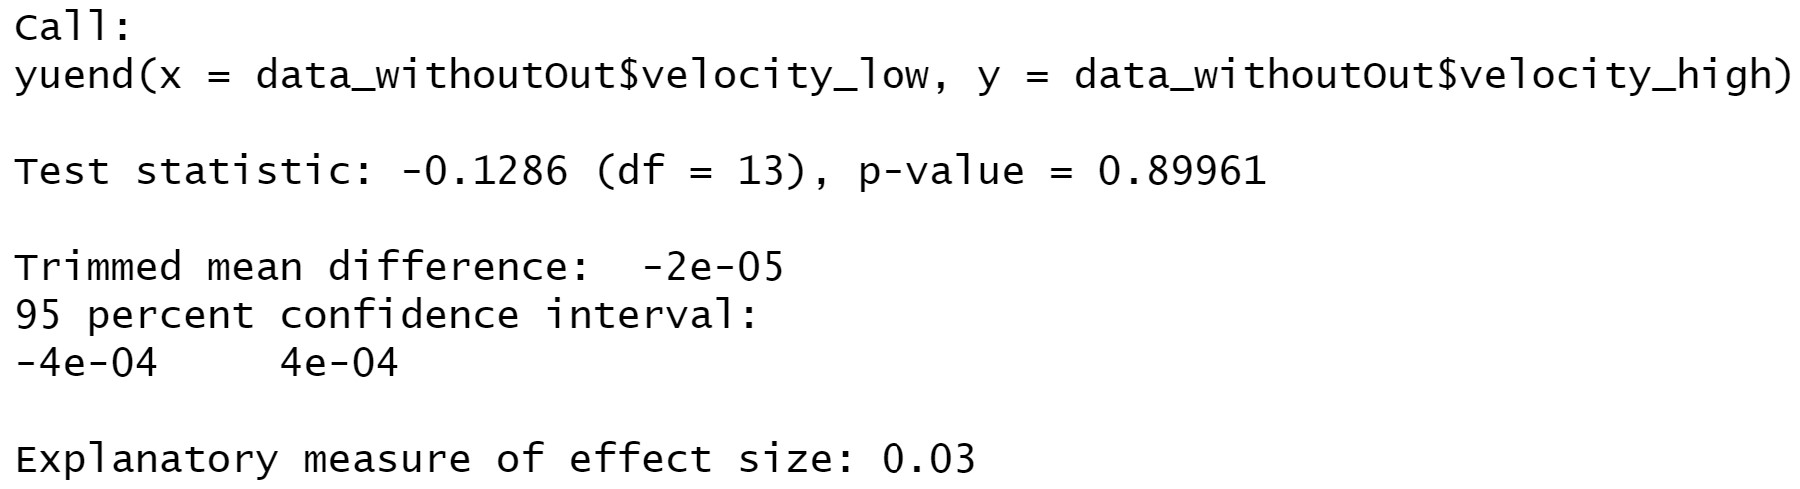 Call:
yuend(x = data_withoutOut$velocity_low, y = data_withoutOut$velocity_high)
Test statistic: -0.1286 (df = 13), p-value = 0.89961
Trimmed mean difference:  -2e-05
95 percent confidence interval:
-4e-04     4e-04
Explanatory measure of effect size: 0.03